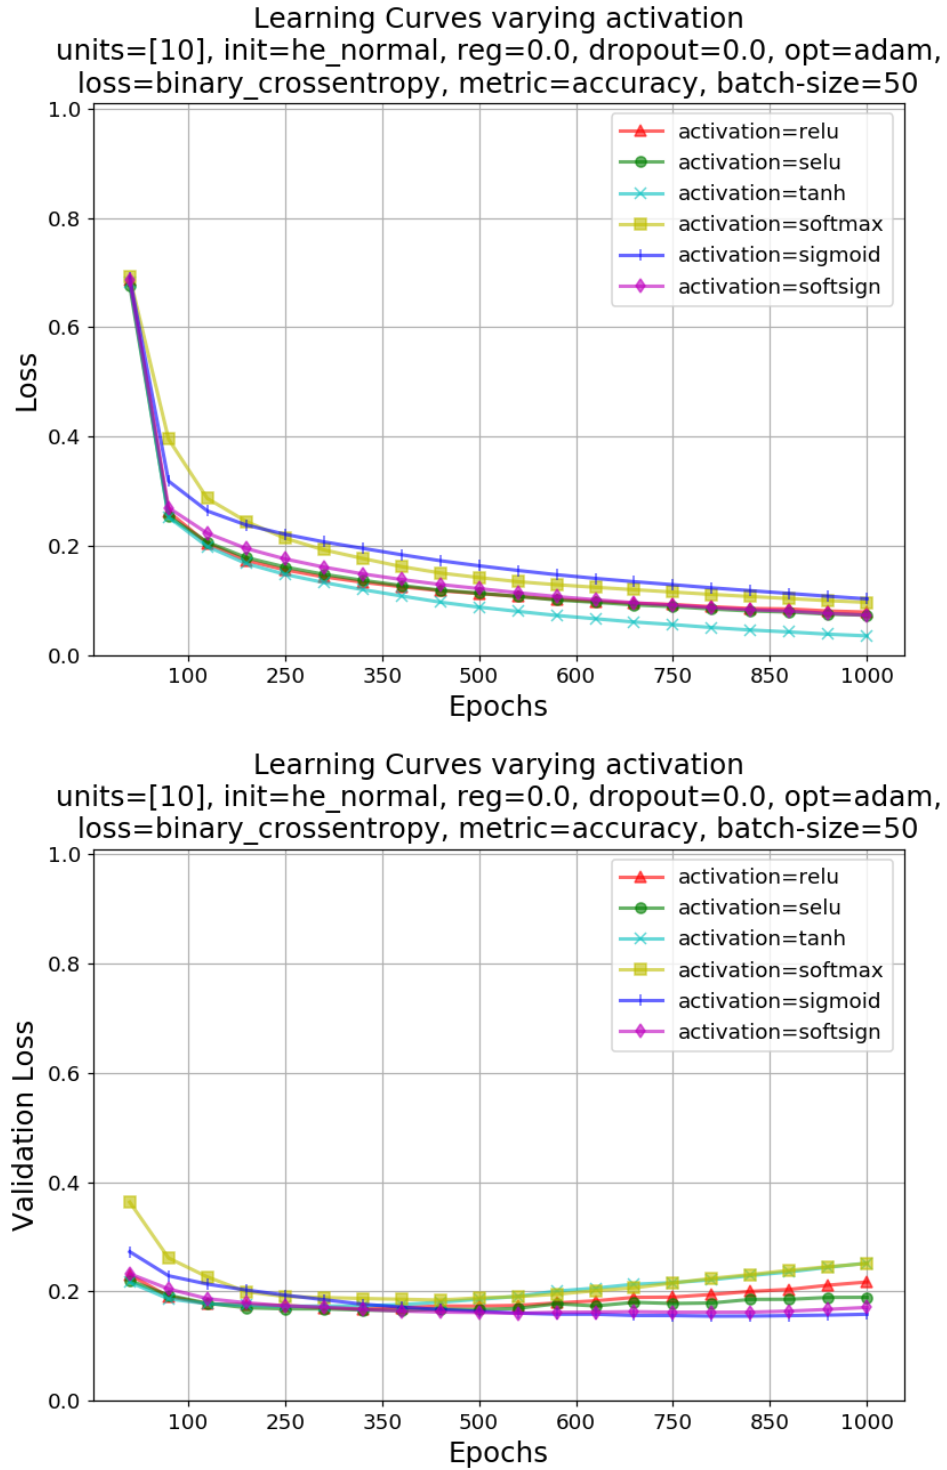 Learning Curves varying activation
units=[10], init=he_normal, reg=0.0, dropout=0.0, opt=adam,
loss=binary_crossentropy, metric=accuracy, batch-size=50
1.0
0.8
0.6
0.4
0.2
0.0
Loss
activation=relu
activation=selu
activation=tanh
activation=softmax
activation=sigmoid
activation=softsign
100 250 350 500 600 750 850 1000
Epochs
Learning Curves varying activation
units=[10], init=he_normal, reg=0.0, dropout=0.0, opt=adam,
loss=binary_crossentropy, metric=accuracy, batch-size=50
1.0
0.8
0.6
0.4
0.2
0.0
Validation Loss
activation=relu
activation=selu
activation=tanh
activation=softmax
activation=sigmoid
activation=softsign
100 250 350 500 600 750 850 1000
Epochs